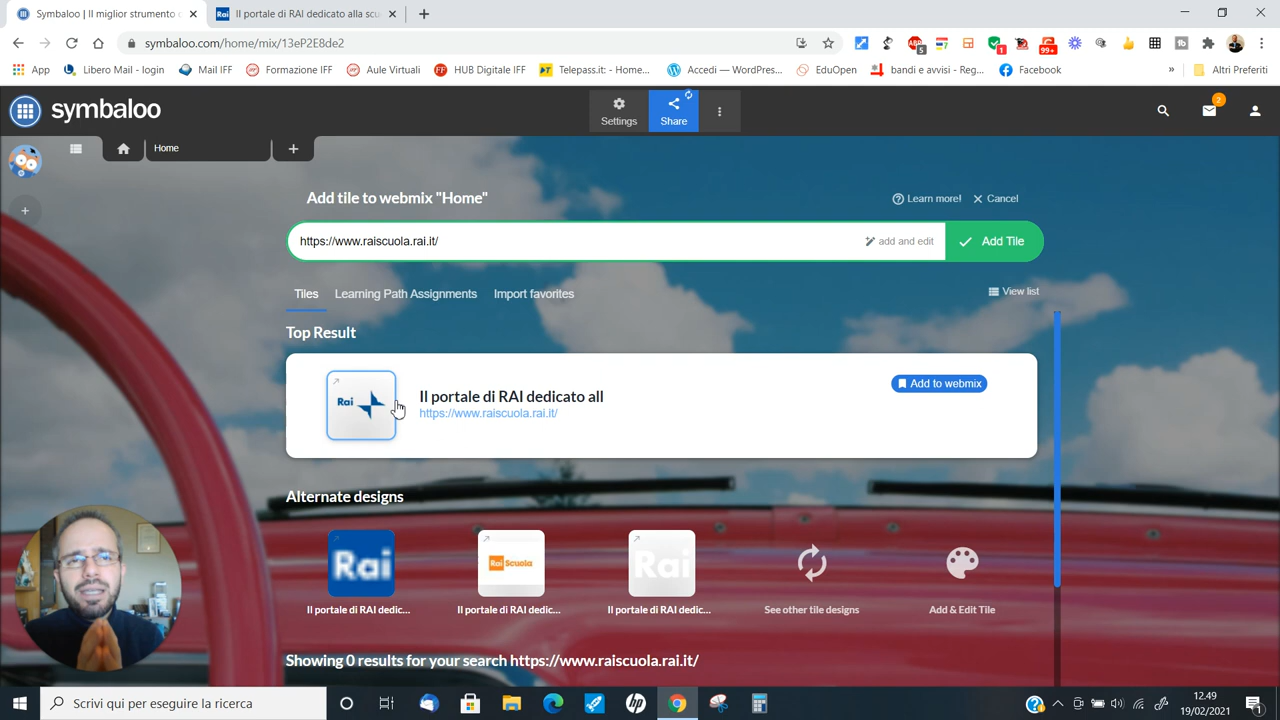 Symbaloo | Il miglior strumento d
Il portale di RAI dedicato alla scu
symbaloo.com/home/mix/13eP2E8de2
App
Libero Mail - login
Mail IFF
Formazione IFF
Aule Virtuali
HUB Digitale IFF
Telepass.it: - Home...
Accedi — WordPress...
EduOpen
bandi e avvisi - Reg...
Facebook
»
Altri Preferiti
symbaloo
Settings
Share
2
Home
Add tile to webmix "Home"
Learn more!
Cancel
https://www.raiscuola.rai.it/
add and edit
Add Tile
Tiles
Learning Path Assignments
Import favorites
View list
Top Result
Rai
Il portale di RAI dedicato all
Add to webmix
https://www.raiscuola.rai.it/
Alternate designs
Rai
Rai Scuola
Rai
Il portale di RAI dedic...
Il portale di RAI dedic...
Il portale di RAI dedic...
See other tile designs
Add & Edit Tile
Showing 0 results for your search https://www.raiscuola.rai.it/
Scrivi qui per eseguire la ricerca
12.49
19/02/2021